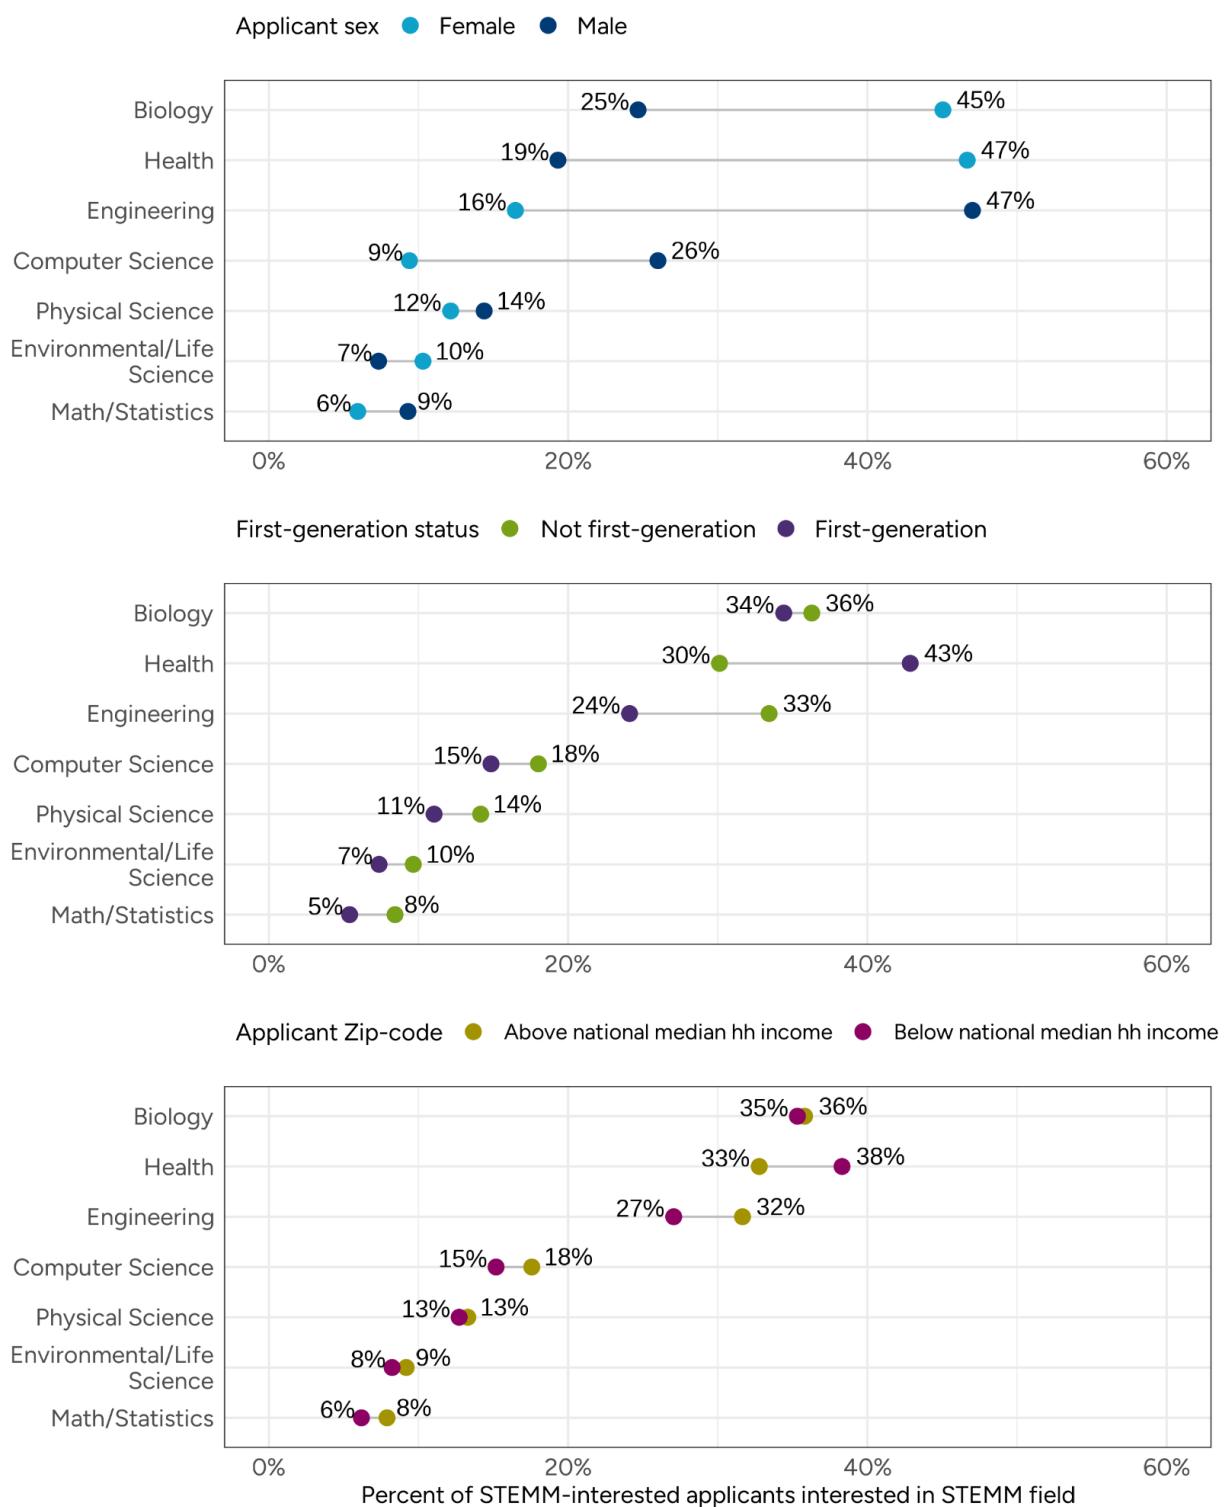 Applicant sex Female Male
Biology 25% 45%
Health 19% 47%
Engineering 16% 47%
Computer Science 9% 26%
Physical Science 12% 14%
Environmental/Life
Science 7% 10%
Math/Statistics 6% 9%
0% 20% 40% 60%
First-generation status Not first-generation First-generation
Biology 34% 36%
Health 30% 43%
Engineering 24% 33%
Computer Science 15% 18%
Physical Science 11% 14%
Environmental/Life
Science 7% 10%
Math/Statistics 5% 8%
0% 20% 40% 60%
Applicant Zip-code Above national median hh income Below national median hh income
Biology 35% 36%
Health 33% 38%
Engineering 27% 32%
Computer Science 15% 18%
Physical Science 13% 13%
Environmental/Life
Science 8% 9%
Math/Statistics 6% 8%
0% 20% 40% 60%
Percent of STEMM-interested applicants interested in STEMM field